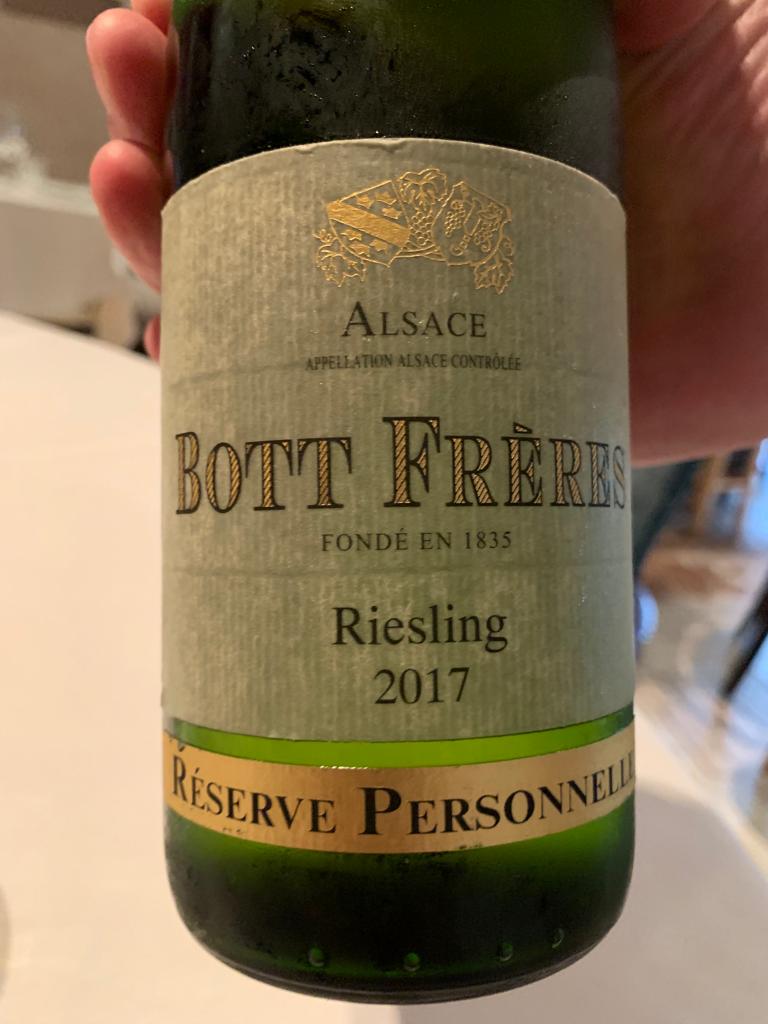 ALSACE
APPELLATION ALSACE CONTRÔLÉE
BOTT FRÈRES
FONDÉ EN 1835
Riesling
2017
RÉSERVE PERSONNELLE